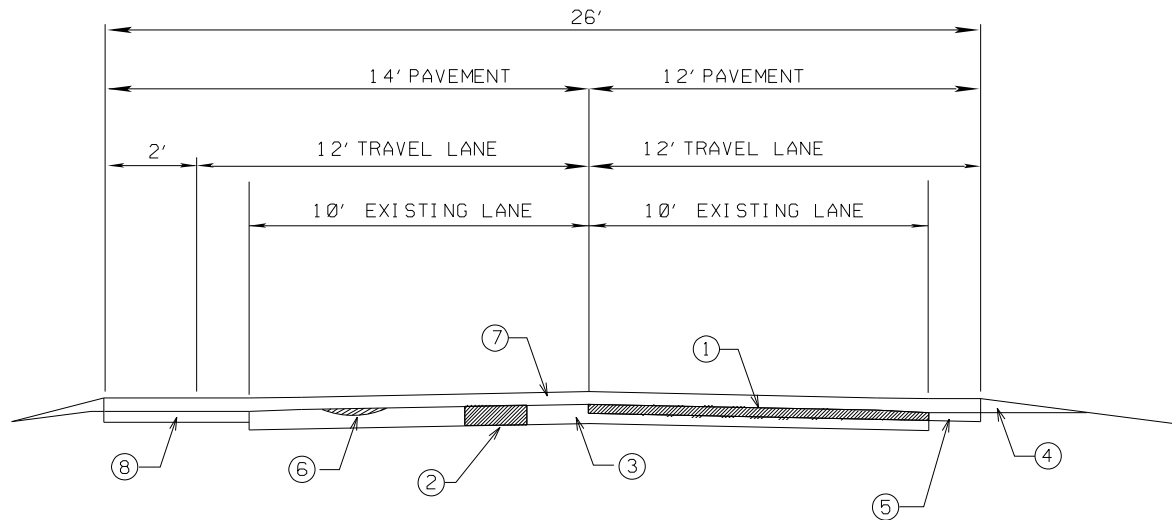 26'
14' PAVEMENT 12' PAVEMENT
2' 12' TRAVEL LANE 12' TRAVEL LANE
10' EXISTING LANE 10' EXISTING LANE
7 1
8 6 2 3 5 4